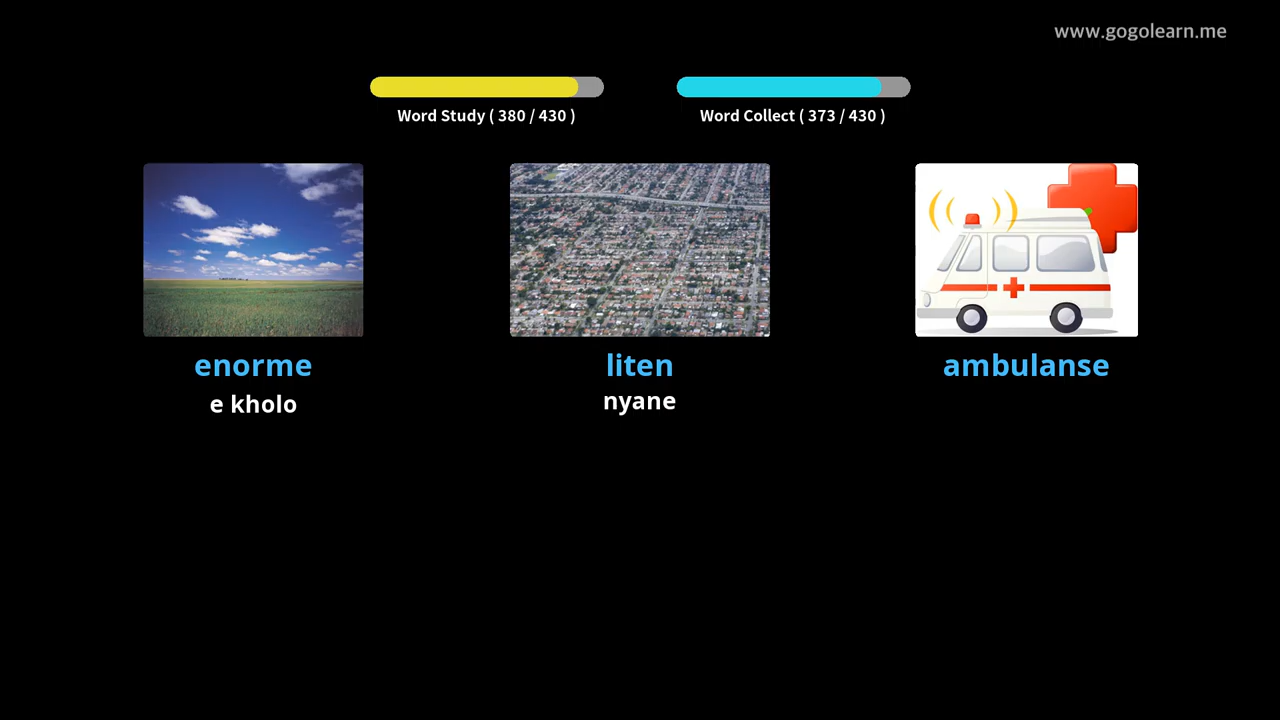 www.gogolearn.me
Word Study ( 380 / 430 )
Word Collect ( 373 / 430 )
enorme
liten
ambulanse
e kholo
nyane